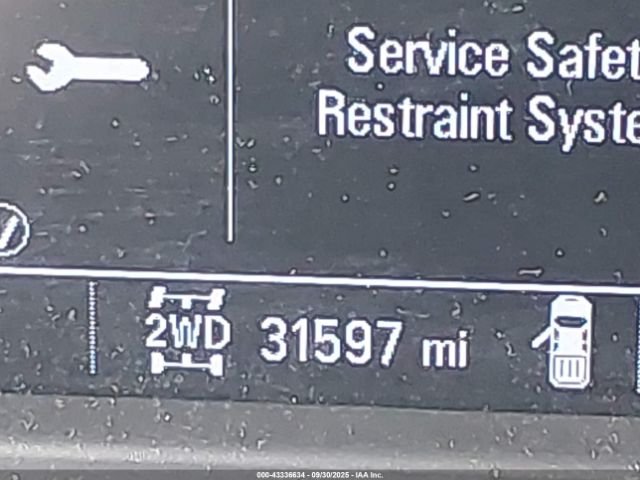 Service Safet
Restraint Syste
2WD 31597 mi
000-43336634 - 09/30/2025 - IAA Inc.